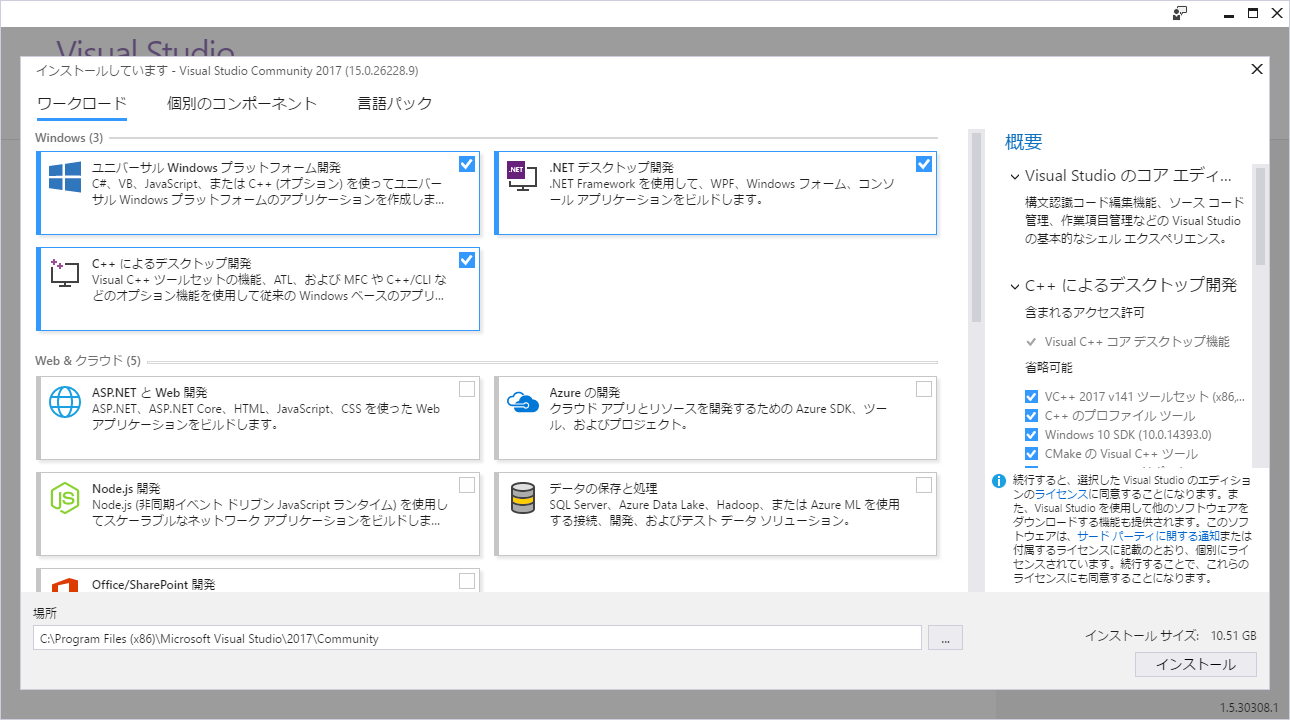 Visual Studio
インストールしています - Visual Studio Community 2017 (15.0.26228.9)
ワークロード 個別のコンポーネント 言語パック
Windows (3)
ユニバーサル Windows プラットフォーム開発
C#、VB、JavaScript、または C++ (オプション) を使ってユニバー
サル Windows プラットフォームのアプリケーションを作成しま...
.NET
.NET デスクトップ開発
.NET Framework を使用して、WPF、Windows フォーム、コンソ
ール アプリケーションをビルドします。
C++ によるデスクトップ開発
Visual C++ ツールセットの機能、ATL、および MFC や C++/CLI な
どのオプション機能を使用して従来の Windows ベースのアプリ...
Web & クラウド (5)
ASP.NET と Web 開発
ASP.NET、ASP.NET Core、HTML、JavaScript、CSS を使った Web
アプリケーションをビルドします。
Azure の開発
クラウド アプリとリソースを開発するための Azure SDK、ツー
ル、およびプロジェクト。
JS
Node.js 開発
Node.js (非同期イベント ドリブン JavaScript ランタイム) を使用し
てスケーラブルなネットワーク アプリケーションをビルドしま...
データの保存と処理
SQL Server、Azure Data Lake、Hadoop、または Azure ML を使用
する接続、開発、およびテスト データ ソリューション。
Office/SharePoint 開発
概要
Visual Studio のコア エディ...
構文認識コード編集機能、ソース コード
管理、作業項目管理などの Visual Studio
の基本的なシェル エクスペリエンス。
C++ によるデスクトップ開発
含まれるアクセス許可
Visual C++ コア デスクトップ機能
省略可能
VC++ 2017 v141 ツールセット (x86,...
C++ のプロファイル ツール
Windows 10 SDK (10.0.14393.0)
CMake の Visual C++ ツール
続行すると、選択した Visual Studio のエディショ
ンのライセンスに同意することになります。ま
た、Visual Studio を使用して他のソフトウェアを
ダウンロードする機能も提供されます。このソフ
トウェアは、サード パーティに関する通知または
付属するライセンスに記載のとおり、個別にライ
センスされています。続行することで、これらの
ライセンスにも同意することになります。
場所
C:\Program Files (x86)\Microsoft Visual Studio\2017\Community
...
インストール サイズ: 10.51 GB
インストール
1.5.30308.1